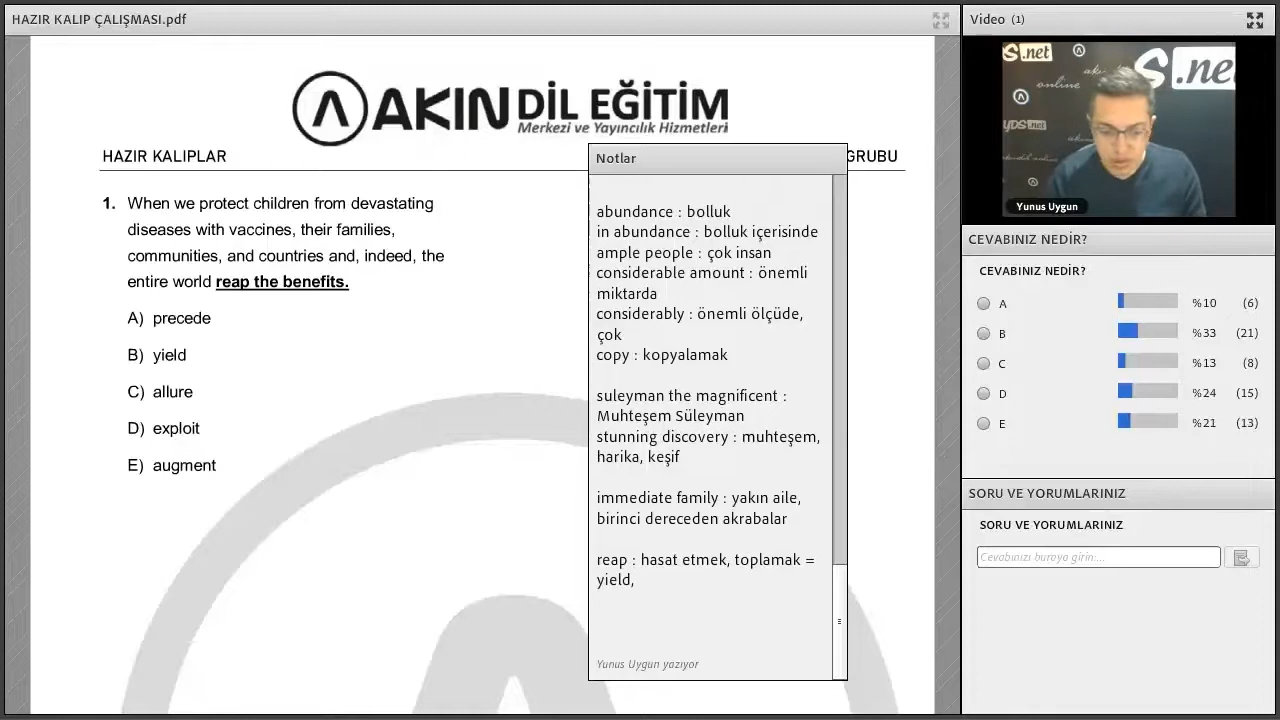 HAZIR KALIP ÇALIŞMASI.pdf
AKIN DİL EĞİTİM
Merkezi ve Yayıncılık Hizmetleri
HAZIR KALIPLAR
GRUBU
1. When we protect children from devastating
diseases with vaccines, their families,
communities, and countries and, indeed, the
entire world reap the benefits.
A) precede
B) yield
C) allure
D) exploit
E) augment
Notlar
abundance : bolluk
in abundance : bolluk içerisinde
ample people : çok insan
considerable amount : önemli
miktarda
considerably : önemli ölçüde,
çok
copy : kopyalamak
suleyman the magnificent :
Muhteşem Süleyman
stunning discovery : muhteşem,
harika, keşif
immediate family : yakın aile,
birinci dereceden akrabalar
reap : hasat etmek, toplamak =
yield,
Yunus Uygun yazıyor
Video (1)
S.net
online
S.net
YDS.net
Yunus Uygun
CEVABINIZ NEDİR?
CEVABINIZ NEDİR?
A %10 (6)
B %33 (21)
C %13 (8)
D %24 (15)
E %21 (13)
SORU VE YORUMLARINIZ
SORU VE YORUMLARINIZ
Cevabınızı buraya girin:...